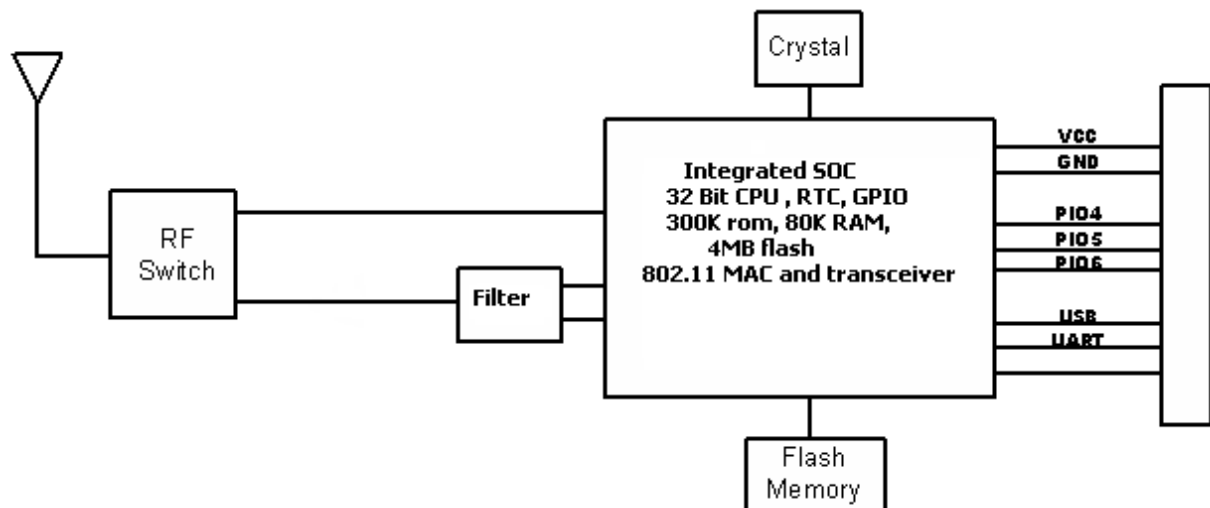 Crystal
Integrated SOC
32 Bit CPU , RTC, GPIO
300K rom, 80K RAM,
4MB flash
802.11 MAC and transceiver
RF
Switch
Filter
VCC
GND
PIO4
PIO5
PIO6
USB
UART
Flash
Memory